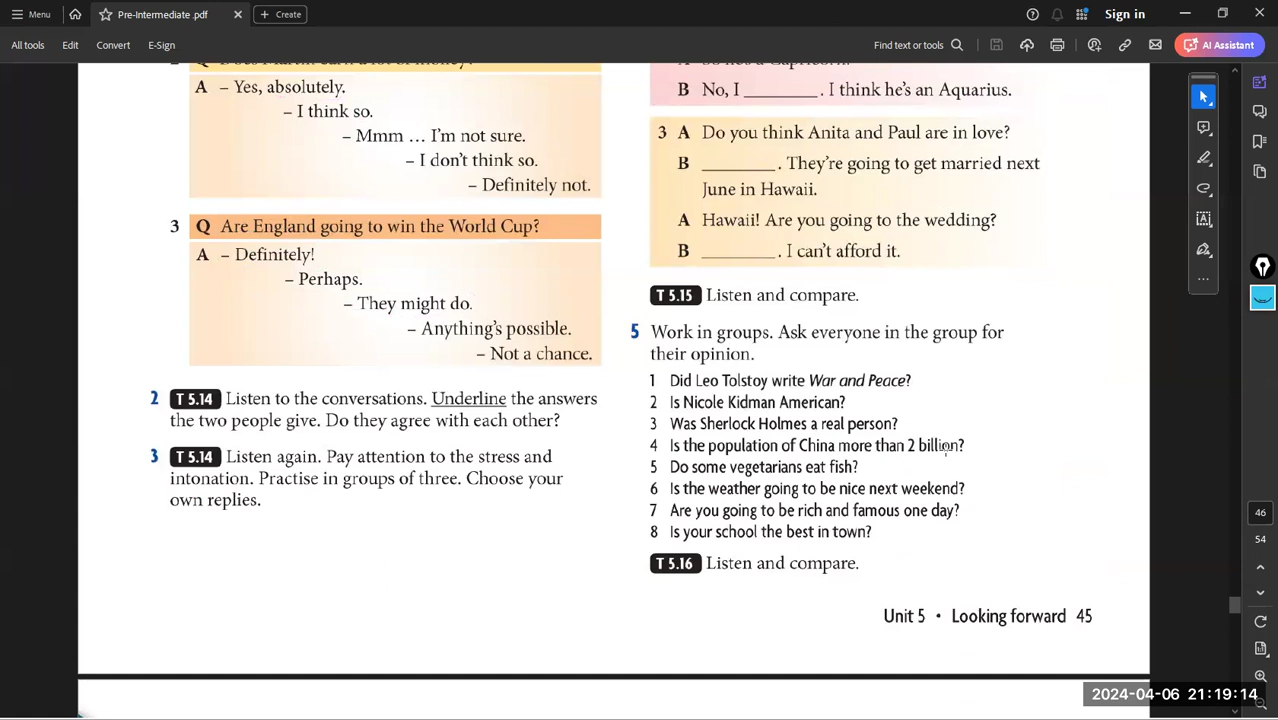 Menu
Pre-Intermediate .pdf
Create
Sign in
All tools
Edit
Convert
E-Sign
Find text or tools
AI Assistant
A – Yes, absolutely.
– I think so.
– Mmm … I'm not sure.
– I don't think so.
– Definitely not.
3 Q Are England going to win the World Cup?
A – Definitely!
– Perhaps.
– They might do.
– Anything's possible.
– Not a chance.
2 T 5.14 Listen to the conversations. Underline the answers
the two people give. Do they agree with each other?
3 T 5.14 Listen again. Pay attention to the stress and
intonation. Practise in groups of three. Choose your
own replies.
B No, I ________ . I think he's an Aquarius.
3 A Do you think Anita and Paul are in love?
B ________ . They're going to get married next
June in Hawaii.
A Hawaii! Are you going to the wedding?
B ________ . I can't afford it.
T 5.15 Listen and compare.
5 Work in groups. Ask everyone in the group for
their opinion.
1 Did Leo Tolstoy write War and Peace?
2 Is Nicole Kidman American?
3 Was Sherlock Holmes a real person?
4 Is the population of China more than 2 billion?
5 Do some vegetarians eat fish?
6 Is the weather going to be nice next weekend?
7 Are you going to be rich and famous one day?
8 Is your school the best in town?
T 5.16 Listen and compare.
Unit 5 • Looking forward 45
46
54
2024-04-06 21:19:14